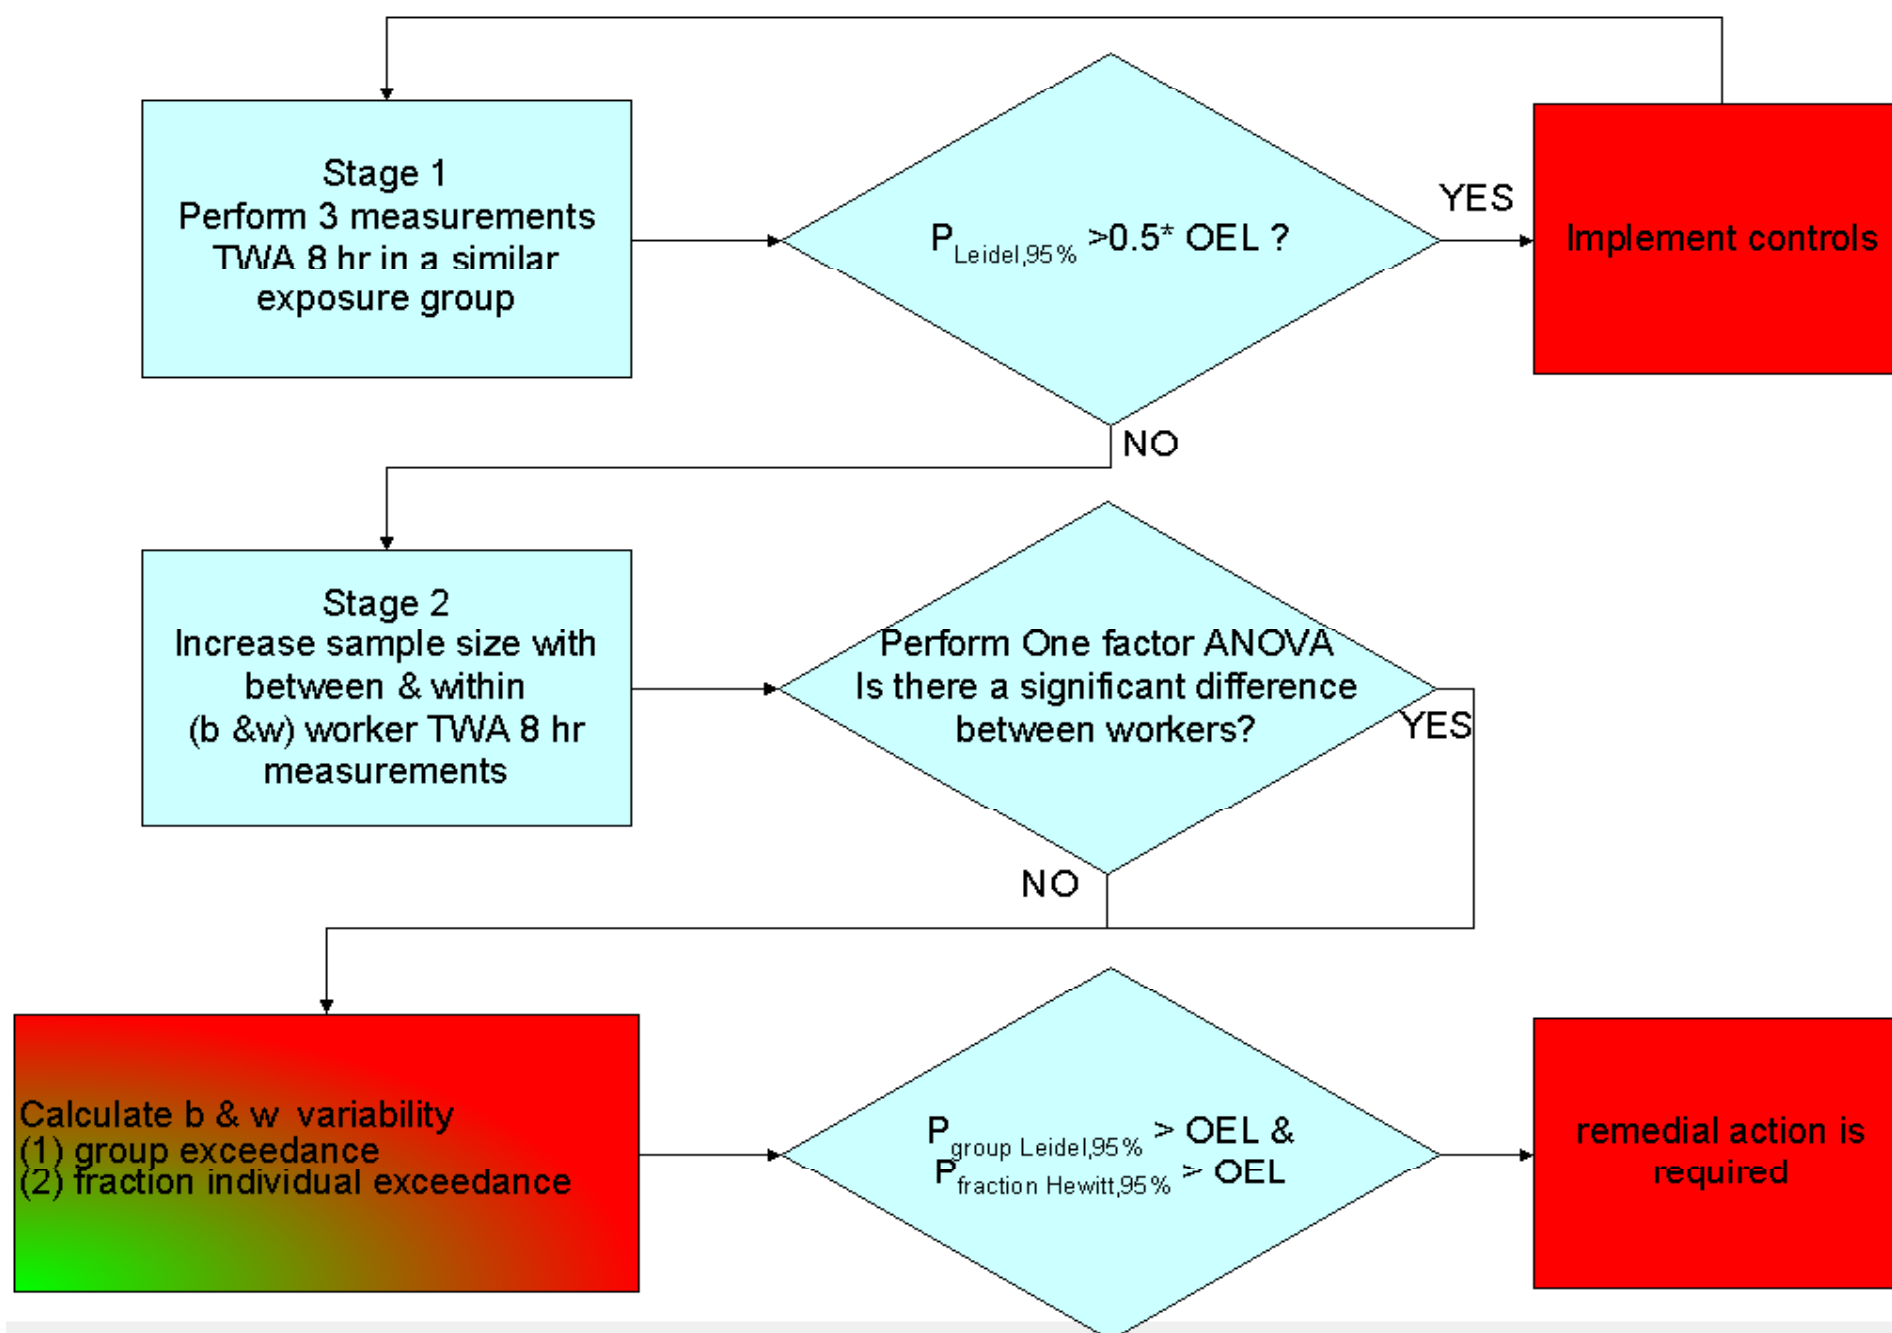 Stage 1
Perform 3 measurements
TWA 8 hr in a similar
exposure group
P Leidel,95% >0.5* OEL ?
YES
Implement controls
NO
Stage 2
Increase sample size with
between & within
(b &w) worker TWA 8 hr
measurements
Perform One factor ANOVA
Is there a significant difference
between workers?
YES
NO
Calculate b & w variability
(1) group exceedance
(2) fraction individual exceedance
P group Leidel,95% > OEL &
P fraction Hewitt,95% > OEL
remedial action is
required